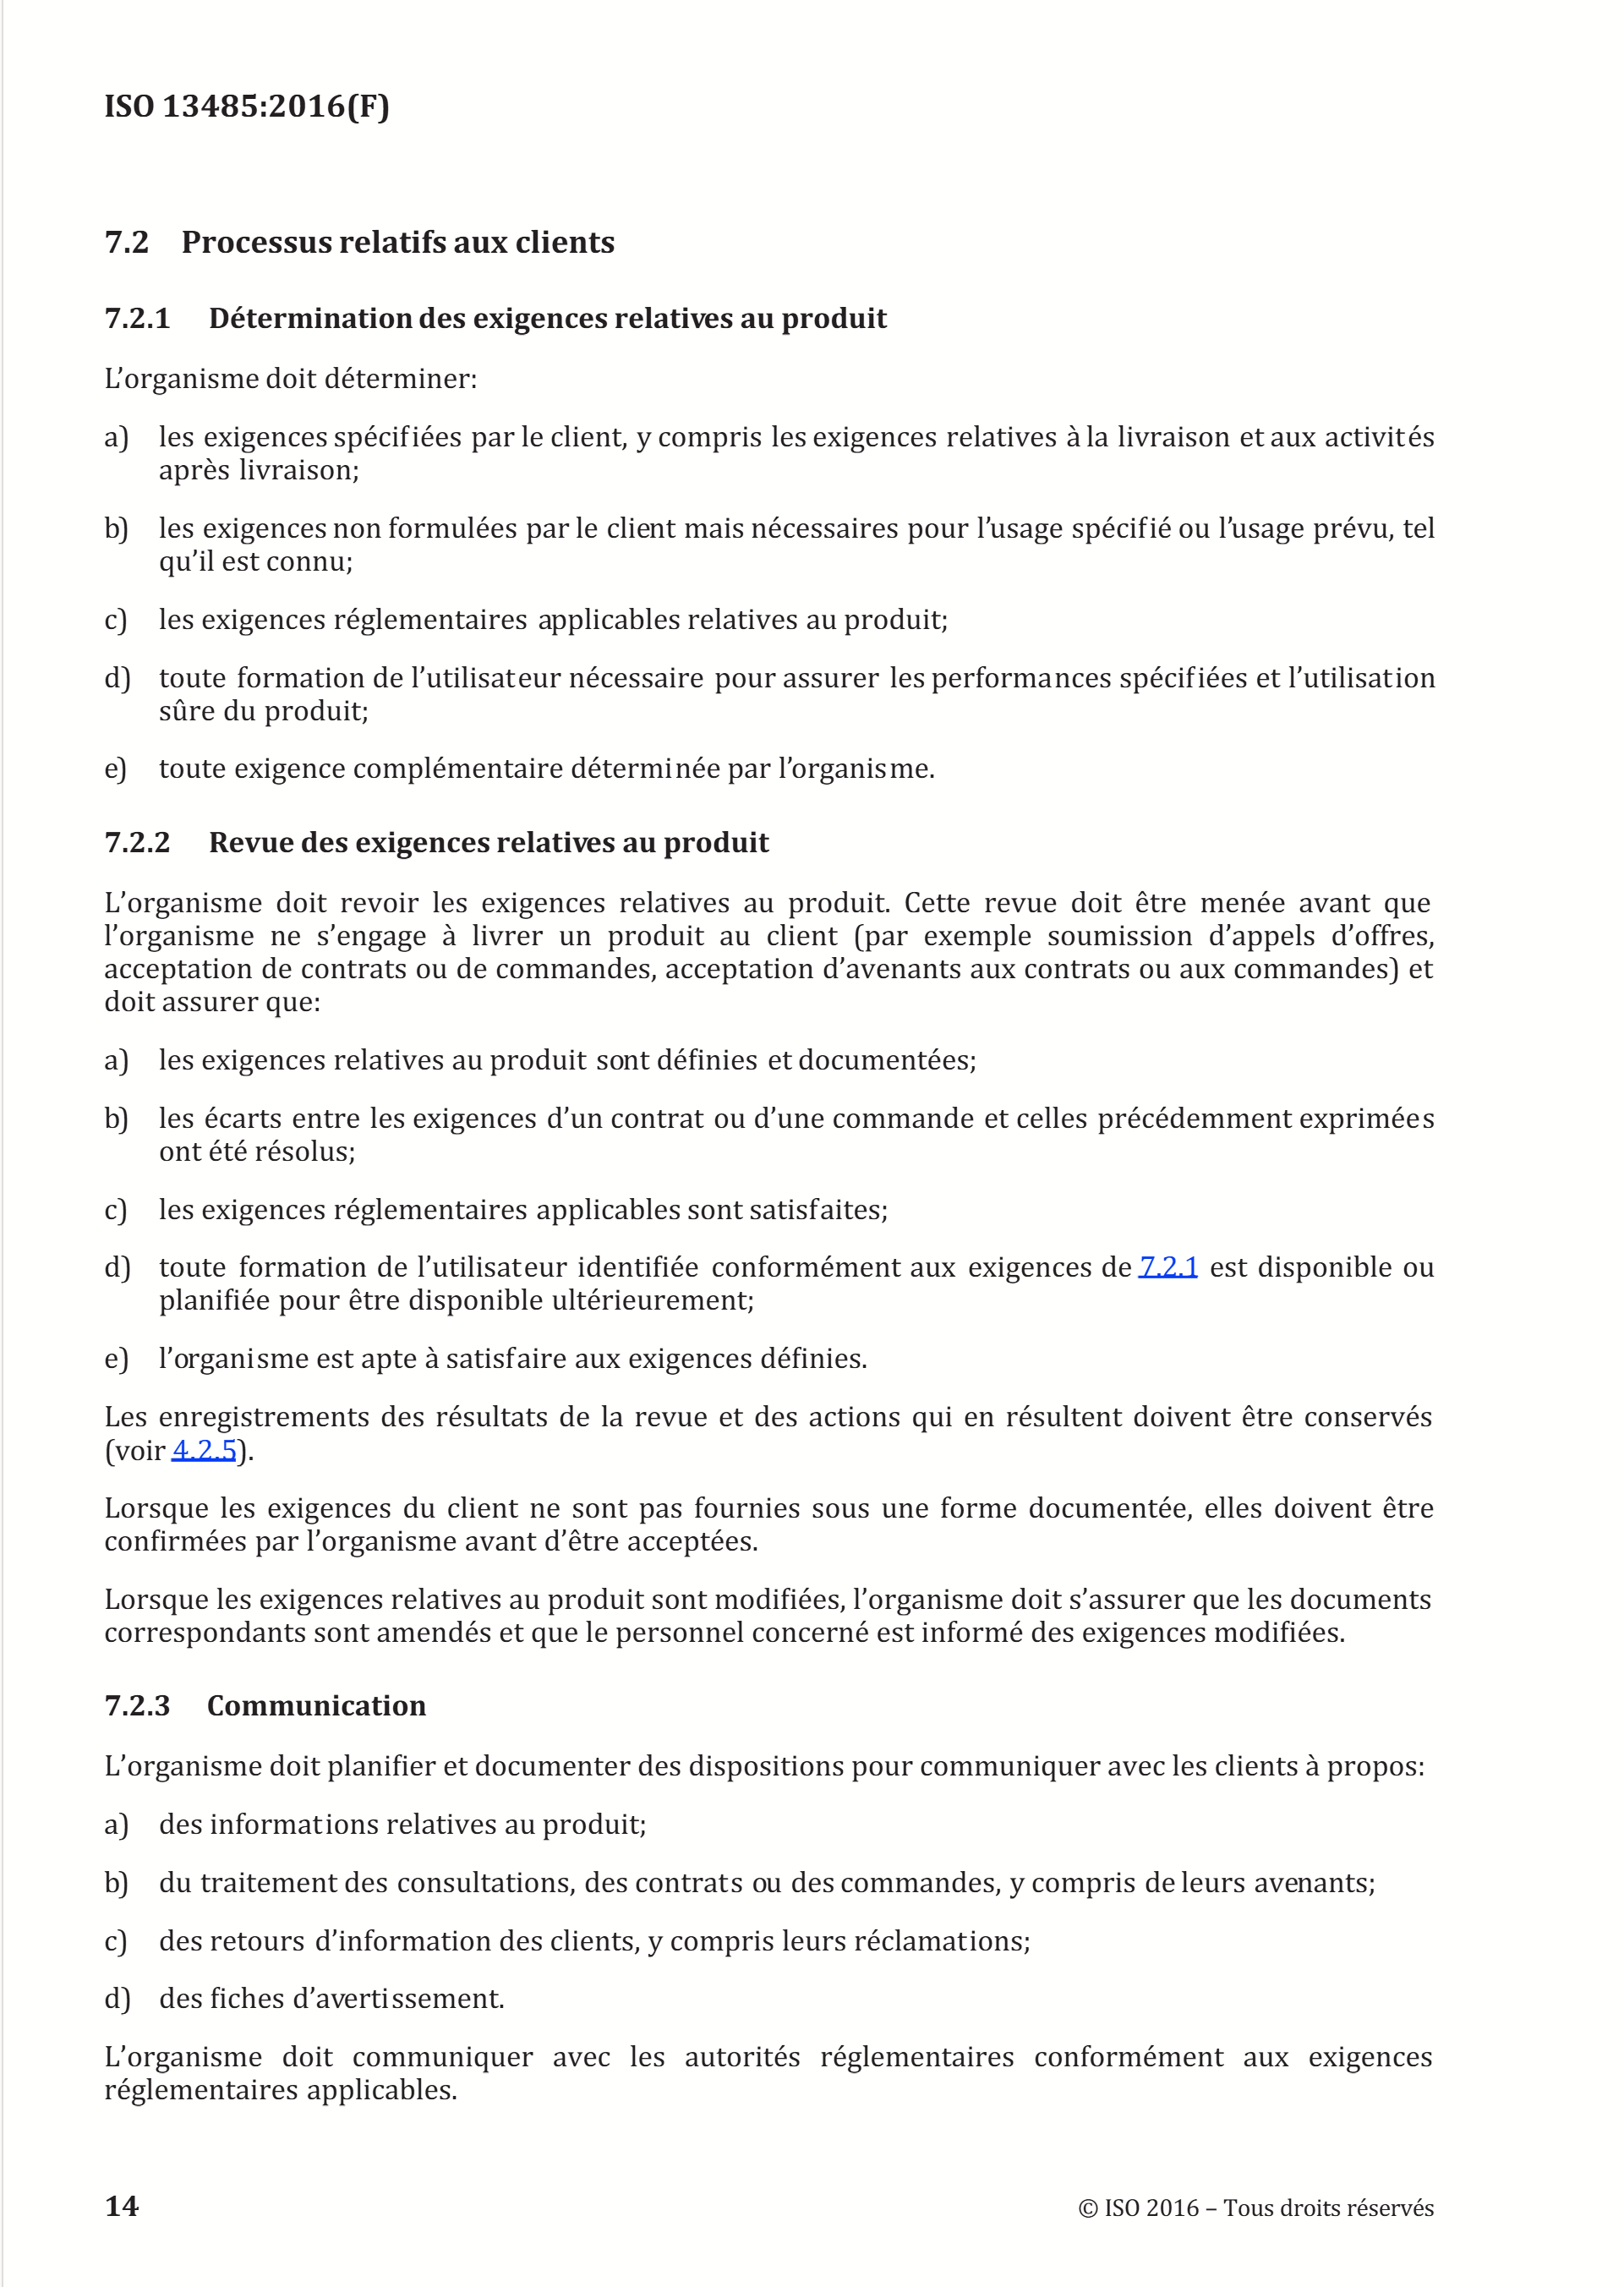 ISO 13485:2016(F)
7.2 Processus relatifs aux clients
7.2.1 Détermination des exigences relatives au produit
L’organisme doit déterminer:
a) les exigences spécifiées par le client, y compris les exigences relatives à la livraison et aux activités
après livraison;
b) les exigences non formulées par le client mais nécessaires pour l’usage spécifié ou l’usage prévu, tel
qu’il est connu;
c) les exigences réglementaires applicables relatives au produit;
d) toute formation de l’utilisateur nécessaire pour assurer les performances spécifiées et l’utilisation
sûre du produit;
e) toute exigence complémentaire déterminée par l’organisme.
7.2.2 Revue des exigences relatives au produit
L’organisme doit revoir les exigences relatives au produit. Cette revue doit être menée avant que
l’organisme ne s’engage à livrer un produit au client (par exemple soumission d’appels d’offres,
acceptation de contrats ou de commandes, acceptation d’avenants aux contrats ou aux commandes) et
doit assurer que:
a) les exigences relatives au produit sont définies et documentées;
b) les écarts entre les exigences d’un contrat ou d’une commande et celles précédemment exprimées
ont été résolus;
c) les exigences réglementaires applicables sont satisfaites;
d) toute formation de l’utilisateur identifiée conformément aux exigences de 7.2.1 est disponible ou
planifiée pour être disponible ultérieurement;
e) l’organisme est apte à satisfaire aux exigences définies.
Les enregistrements des résultats de la revue et des actions qui en résultent doivent être conservés
(voir 4.2.5).
Lorsque les exigences du client ne sont pas fournies sous une forme documentée, elles doivent être
confirmées par l’organisme avant d’être acceptées.
Lorsque les exigences relatives au produit sont modifiées, l’organisme doit s’assurer que les documents
correspondants sont amendés et que le personnel concerné est informé des exigences modifiées.
7.2.3 Communication
L’organisme doit planifier et documenter des dispositions pour communiquer avec les clients à propos:
a) des informations relatives au produit;
b) du traitement des consultations, des contrats ou des commandes, y compris de leurs avenants;
c) des retours d’information des clients, y compris leurs réclamations;
d) des fiches d’avertissement.
L’organisme doit communiquer avec les autorités réglementaires conformément aux exigences
réglementaires applicables.
14
© ISO 2016 – Tous droits réservés